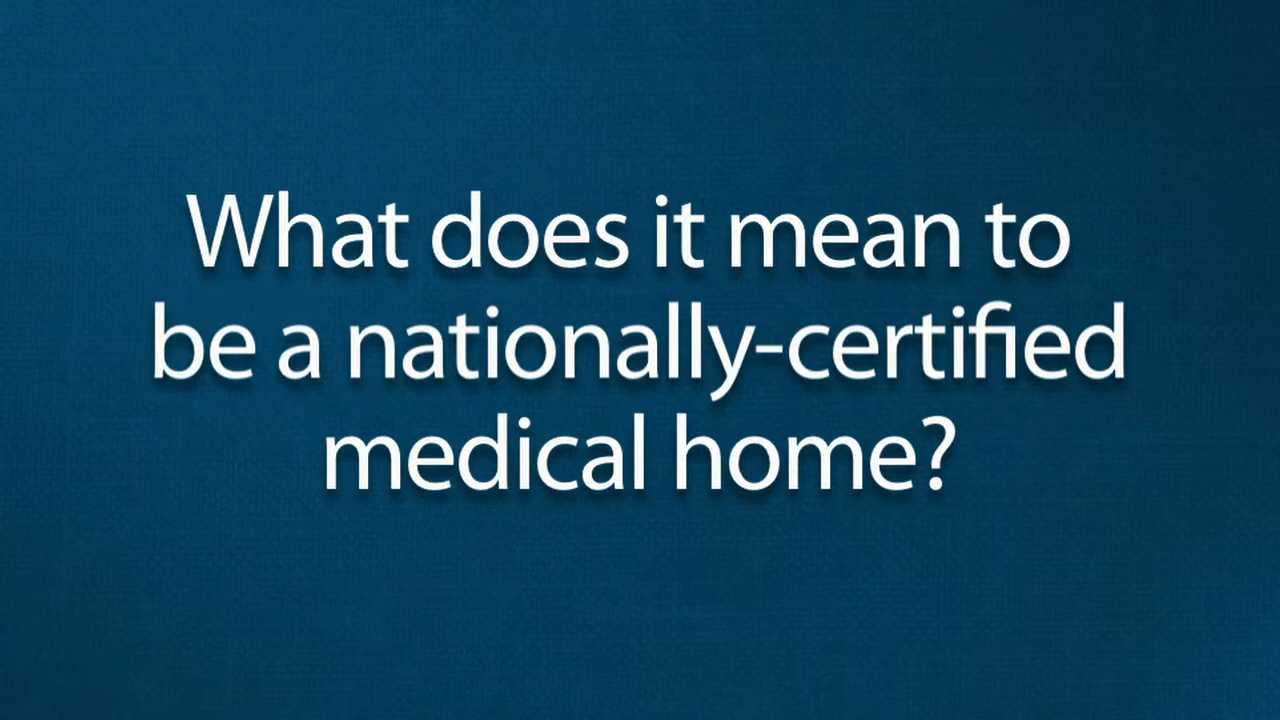 What does it mean to
be a nationally-certified
medical home?